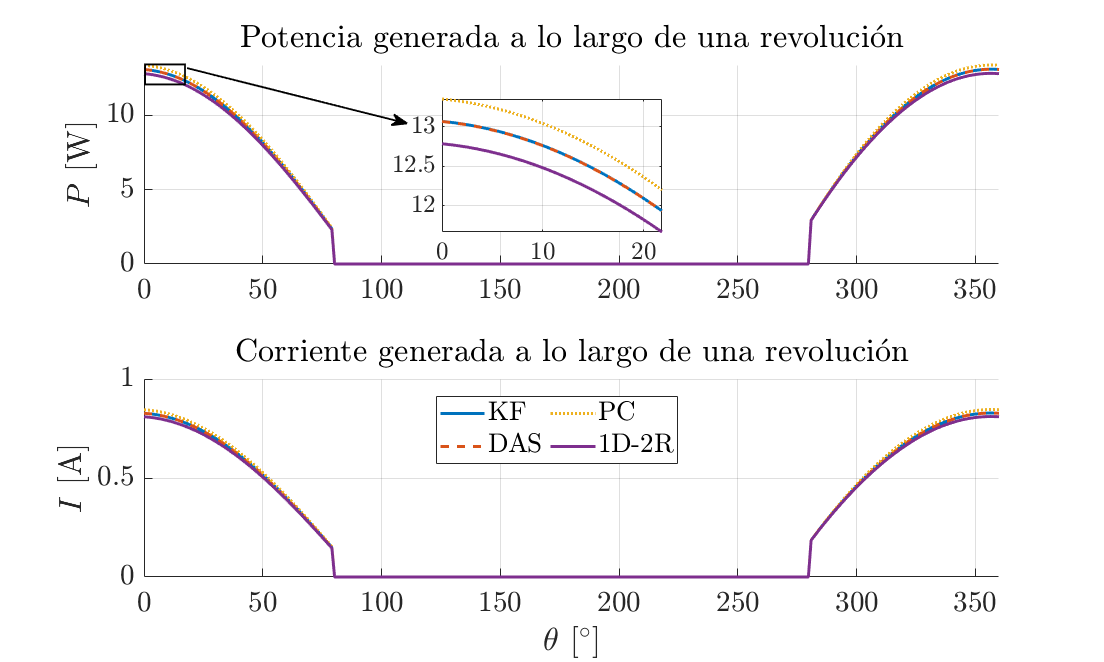 Potencia generada a lo largo de una revolución
P [W]
10
5
0
13
12.5
12
0 10 20
0 50 100 150 200 250 300 350
Corriente generada a lo largo de una revolución
I [A]
1
0.5
0
KF PC
DAS 1D-2R
0 50 100 150 200 250 300 350
θ [°]